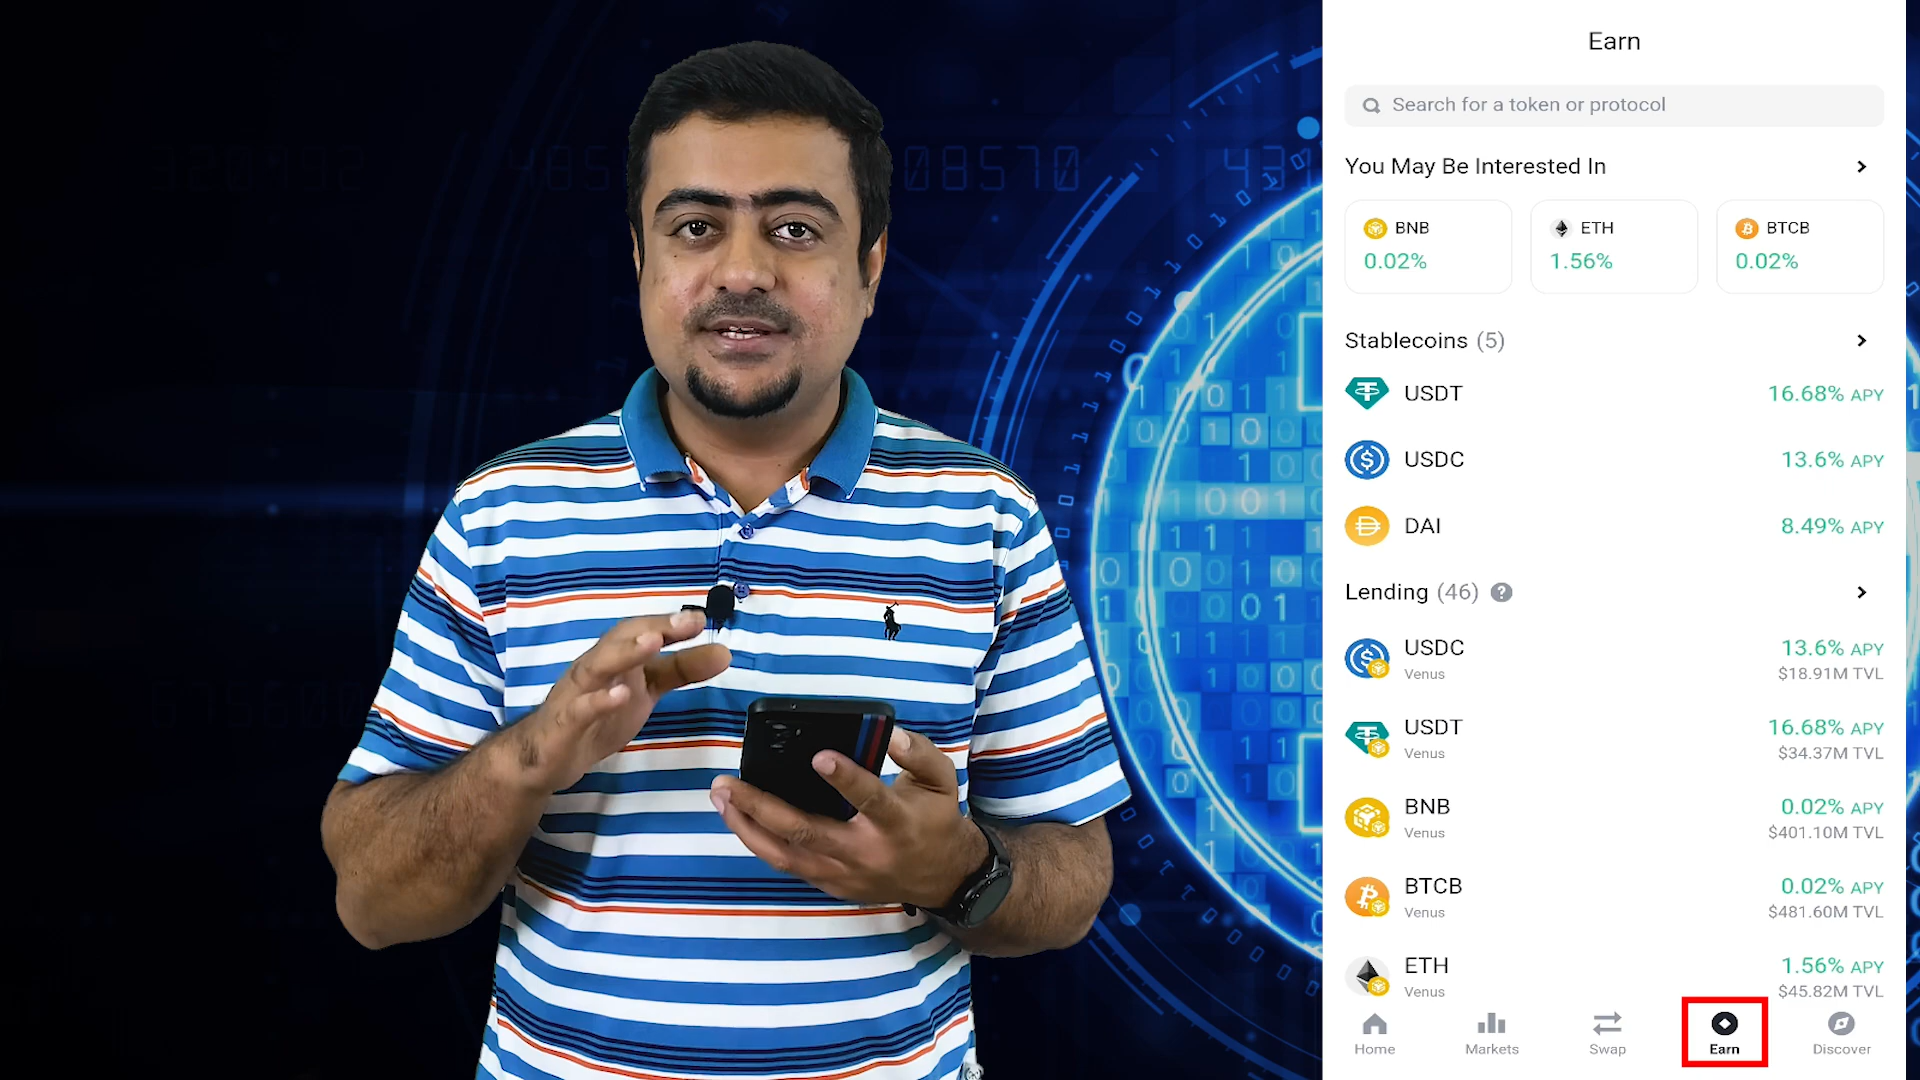 Earn
Search for a token or protocol
You May Be Interested In
BNB
0.02%
ETH
1.56%
BTCB
0.02%
Stablecoins (5)
USDT 16.68% APY
USDC 13.6% APY
DAI 8.49% APY
Lending (46) ?
USDC 13.6% APY
Venus $18.91M TVL
USDT 16.68% APY
Venus $34.37M TVL
BNB 0.02% APY
Venus $401.10M TVL
BTCB 0.02% APY
Venus $481.60M TVL
ETH 1.56% APY
Venus $45.82M TVL
Home Markets Swap Earn Discover